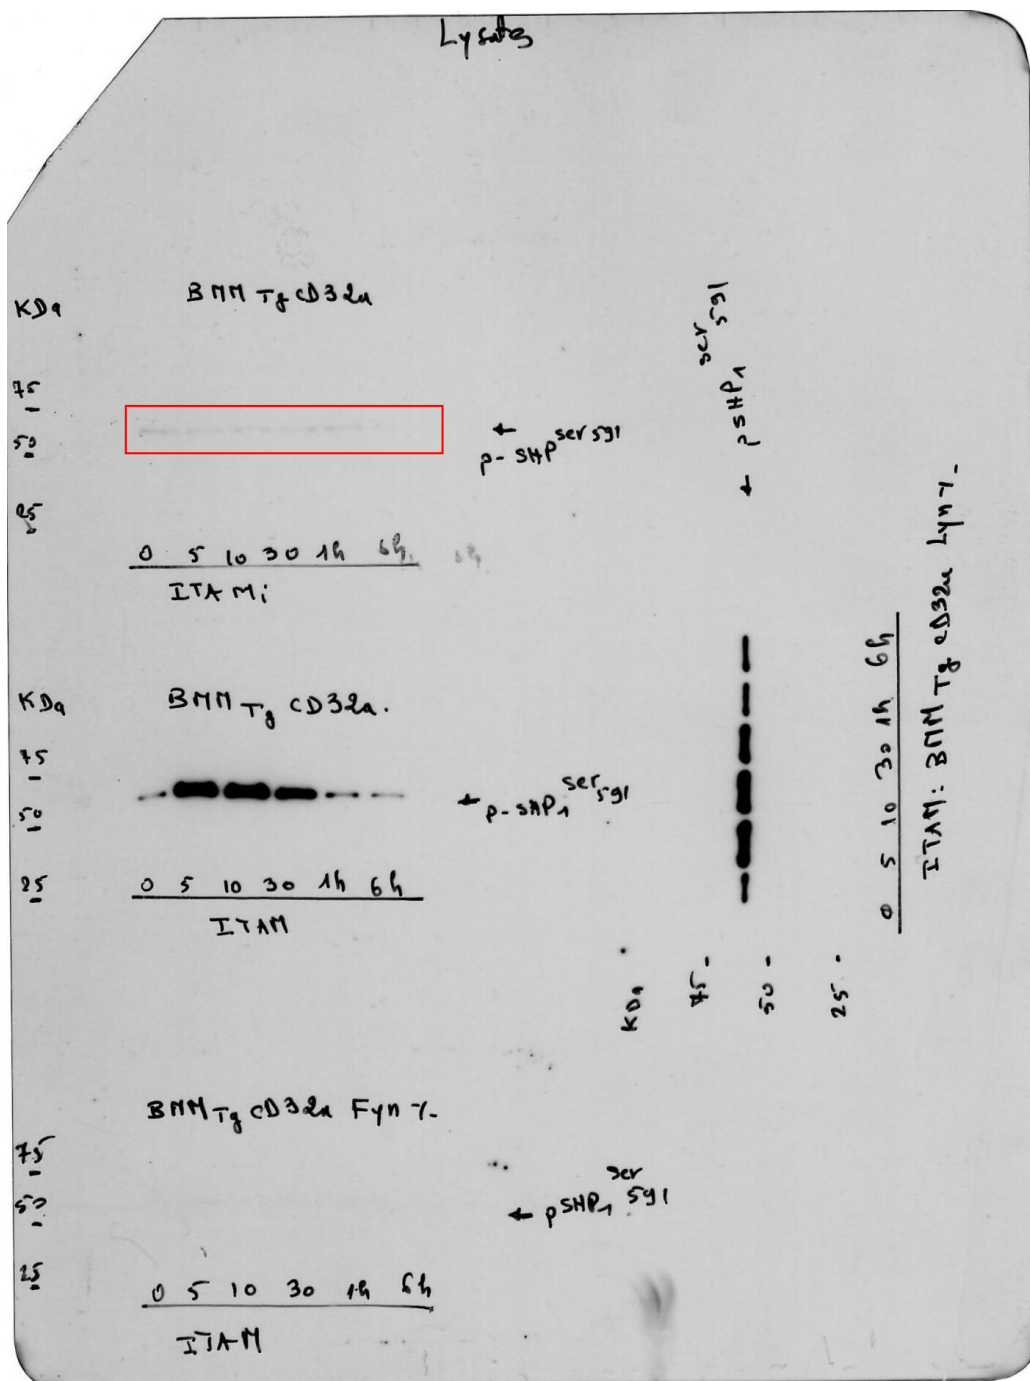 Lysates
KDa
BMM Tg CD32a
75
50
25
p-SHP ser 591
0 5 10 30 1h 6h
6h
ITAMi
KDa
BMM Tg CD32a.
75
50
25
p-SHP1 ser 591
0 5 10 30 1h 6h
ITAM
BMM Tg CD32a Fyn -/-
75
50
25
pSHP1 ser 591
0 5 10 30 1h 6h
ITAM
pSHP1 ser 591
0 5 10 30 1h 6h
ITAM: BMM Tg CD32a Lyn -/-
KDa
75
50
25